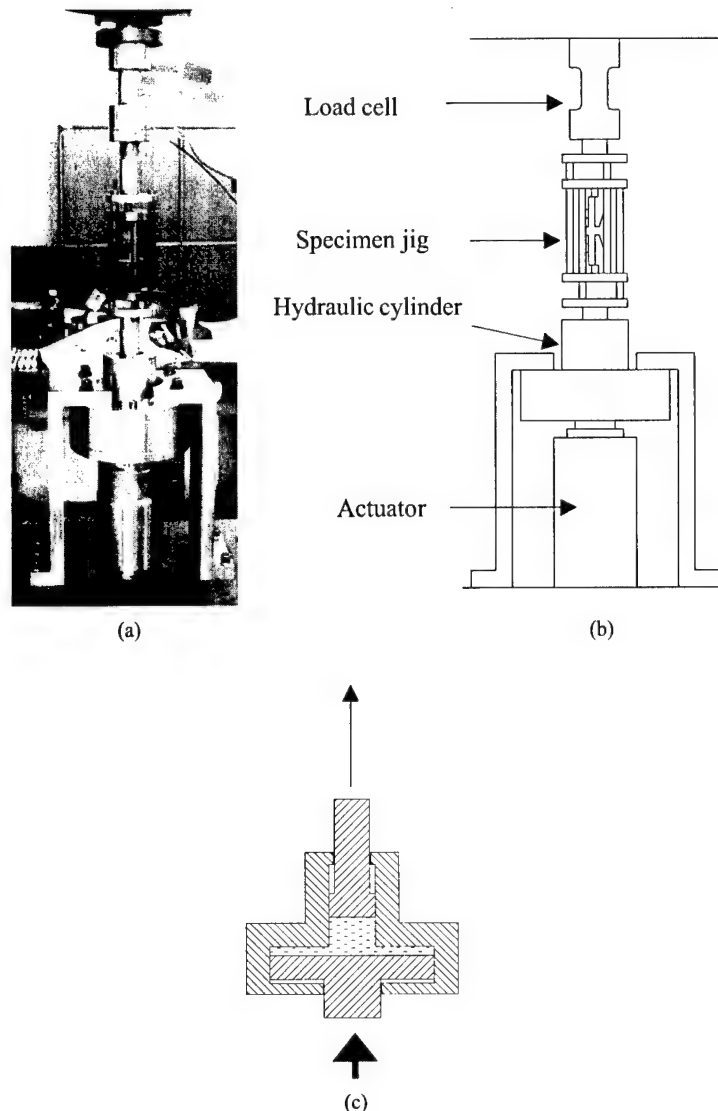 Load cell
Specimen jig
Hydraulic cylinder
Actuator
(a)
(b)
(c)